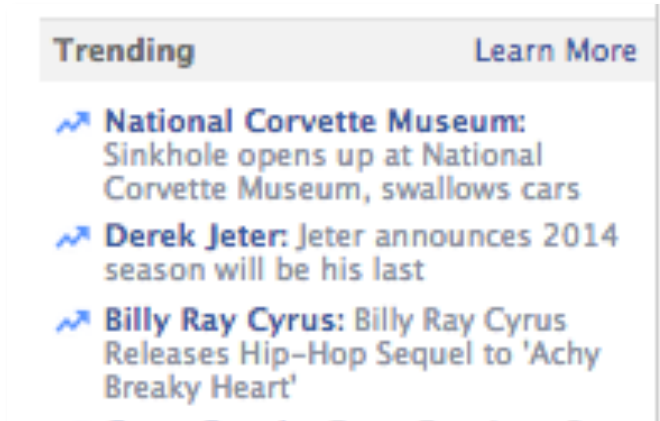 Trending Learn More
National Corvette Museum:
Sinkhole opens up at National
Corvette Museum, swallows cars
Derek Jeter: Jeter announces 2014
season will be his last
Billy Ray Cyrus: Billy Ray Cyrus
Releases Hip-Hop Sequel to 'Achy
Breaky Heart'